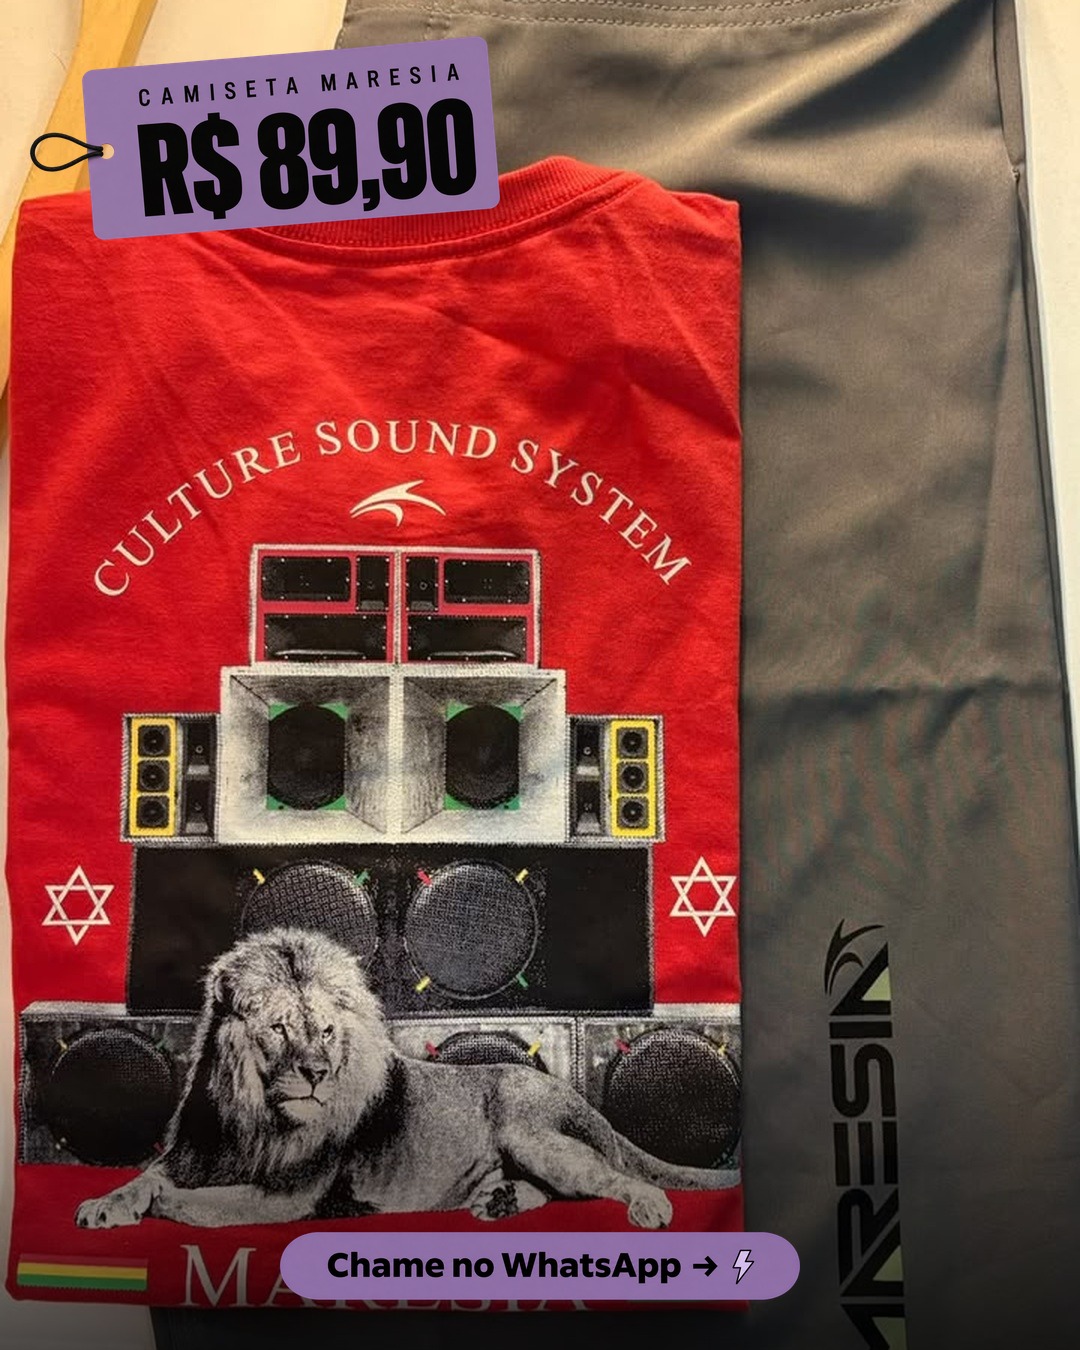 CAMISETA MARESIA
R$ 89,90
CULTURE SOUND SYSTEM
Chame no WhatsApp → ⚡
MARESIA